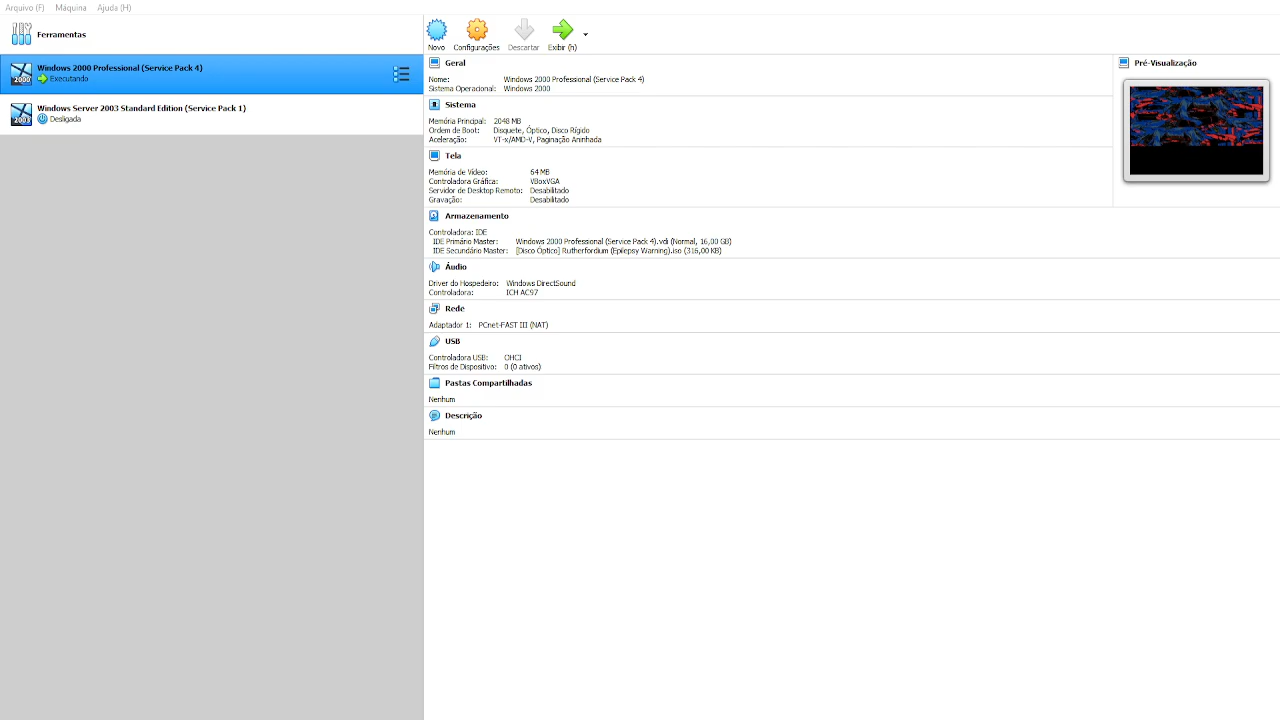 Arquivo (F) Máquina Ajuda (H)
Ferramentas
Windows 2000 Professional (Service Pack 4)
Executando
Windows Server 2003 Standard Edition (Service Pack 1)
Desligada
Novo Configurações Descartar Exibir (h)
Geral
Nome: Windows 2000 Professional (Service Pack 4)
Sistema Operacional: Windows 2000
Sistema
Memória Principal: 2048 MB
Ordem de Boot: Disquete, Óptico, Disco Rígido
Aceleração: VT-x/AMD-V, Paginação Aninhada
Tela
Memória de Vídeo: 64 MB
Controladora Gráfica: VBoxVGA
Servidor de Desktop Remoto: Desabilitado
Gravação: Desabilitado
Armazenamento
Controladora: IDE
IDE Primário Master: Windows 2000 Professional (Service Pack 4).vdi (Normal, 16,00 GB)
IDE Secundário Master: [Disco Óptico] Rutherfordium (Epilepsy Warning).iso (316,00 KB)
Áudio
Driver do Hospedeiro: Windows DirectSound
Controladora: ICH AC97
Rede
Adaptador 1: PCnet-FAST III (NAT)
USB
Controladora USB: OHCI
Filtros de Dispositivo: 0 (0 ativos)
Pastas Compartilhadas
Nenhum
Descrição
Nenhum
Pré-Visualização
2000
2003